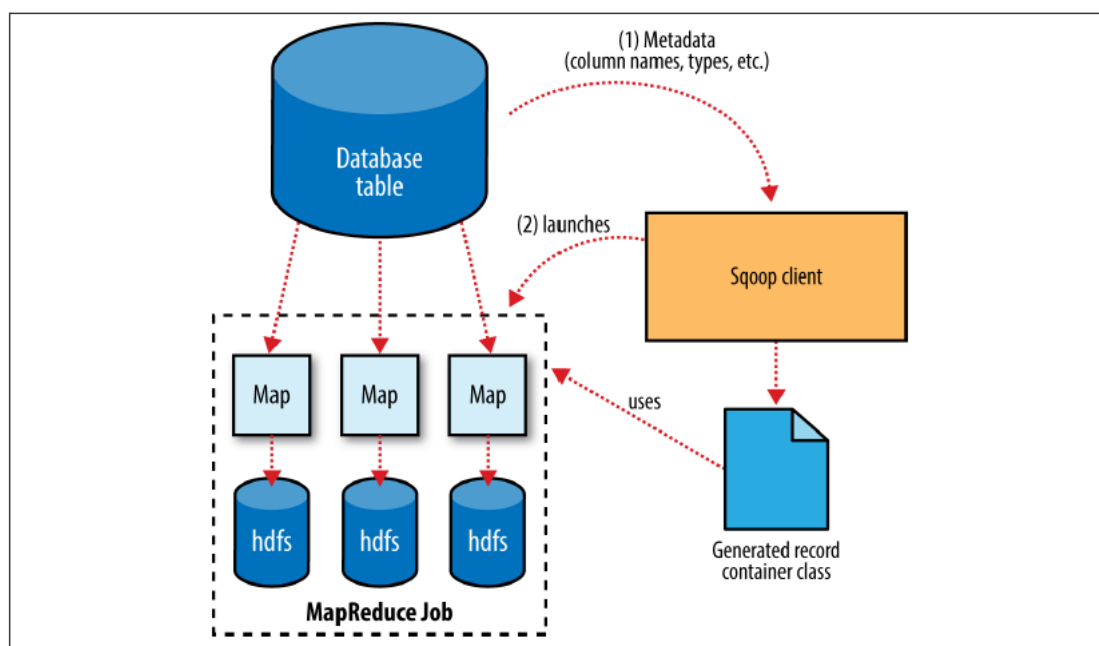 (1) Metadata
(column names, types, etc.)
Database
table
(2) launches
Sqoop client
Map
Map
Map
uses
hdfs
hdfs
hdfs
Generated record
container class
MapReduce Job